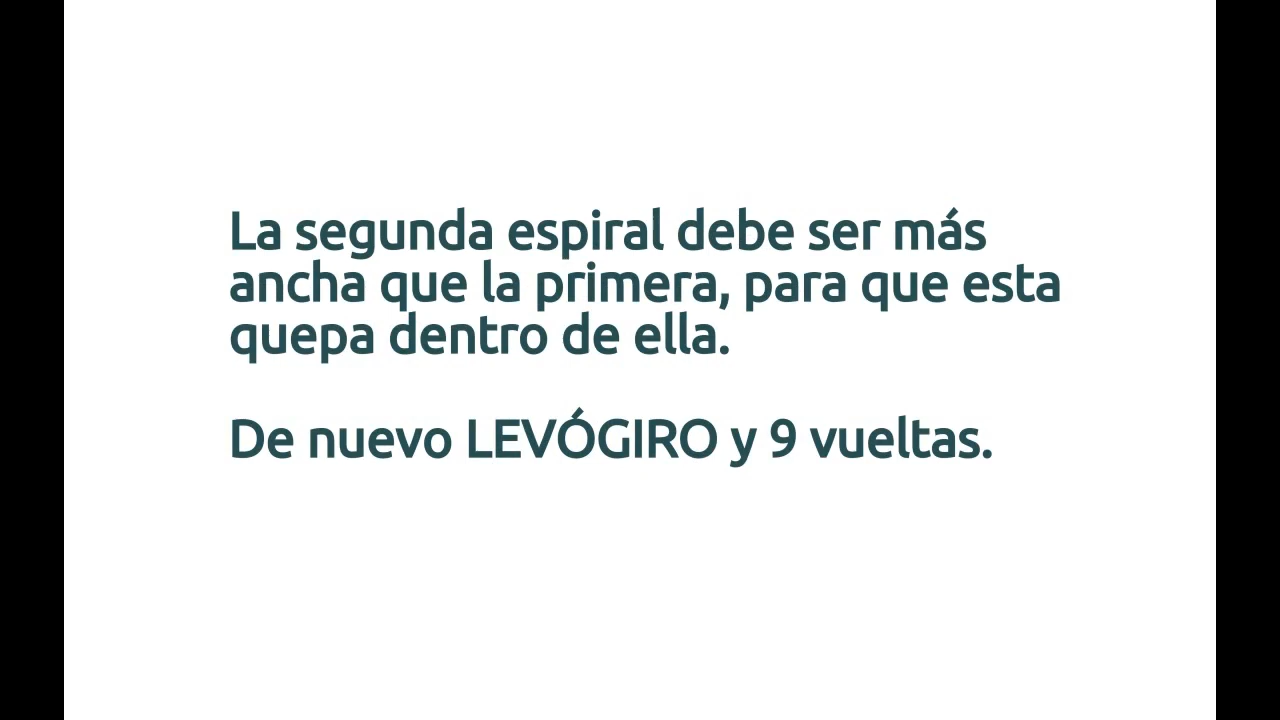 La segunda espiral debe ser más
ancha que la primera, para que esta
quepa dentro de ella.
De nuevo LEVÓGIRO y 9 vueltas.